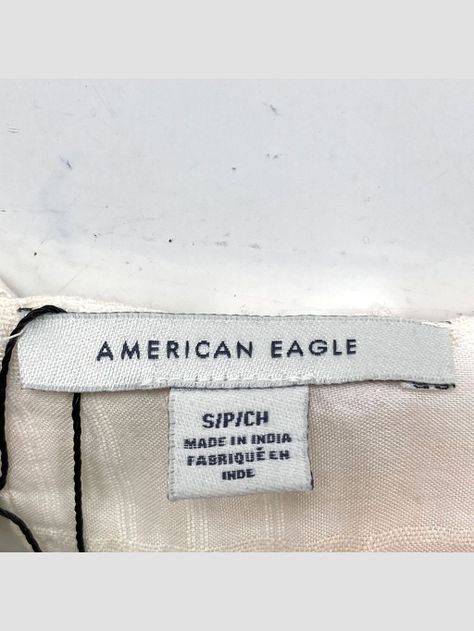 AMERICAN EAGLE
S/P/CH
MADE IN INDIA
FABRIQUÉ EN
INDE